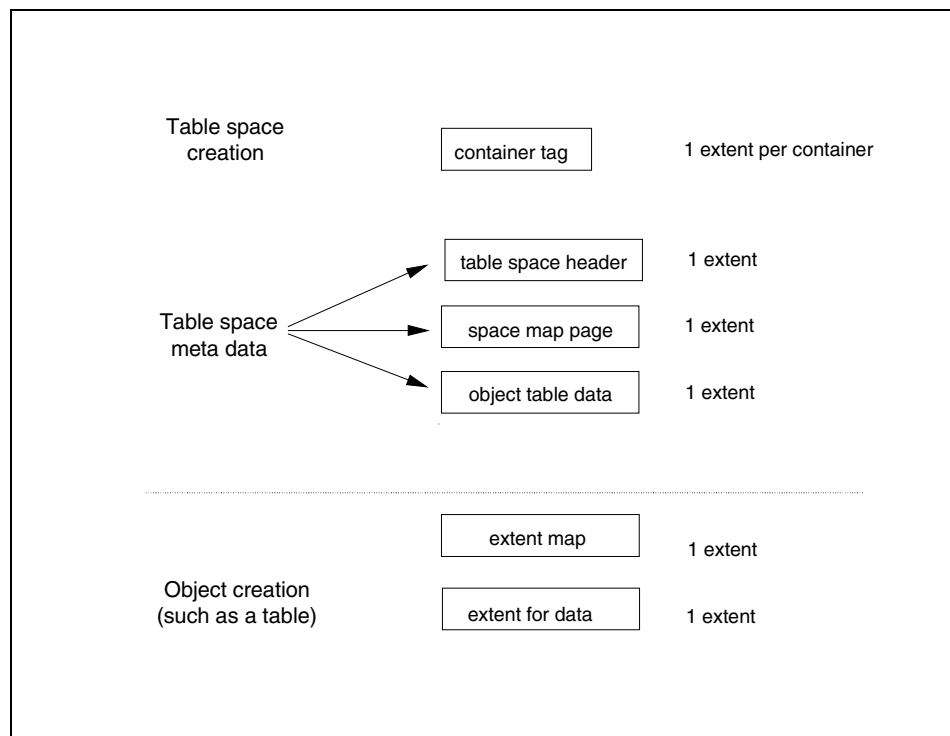 Table space
creation
container tag
1 extent per container
table space header
1 extent
Table space
meta data
space map page
1 extent
object table data
1 extent
extent map
1 extent
Object creation
(such as a table)
extent for data
1 extent